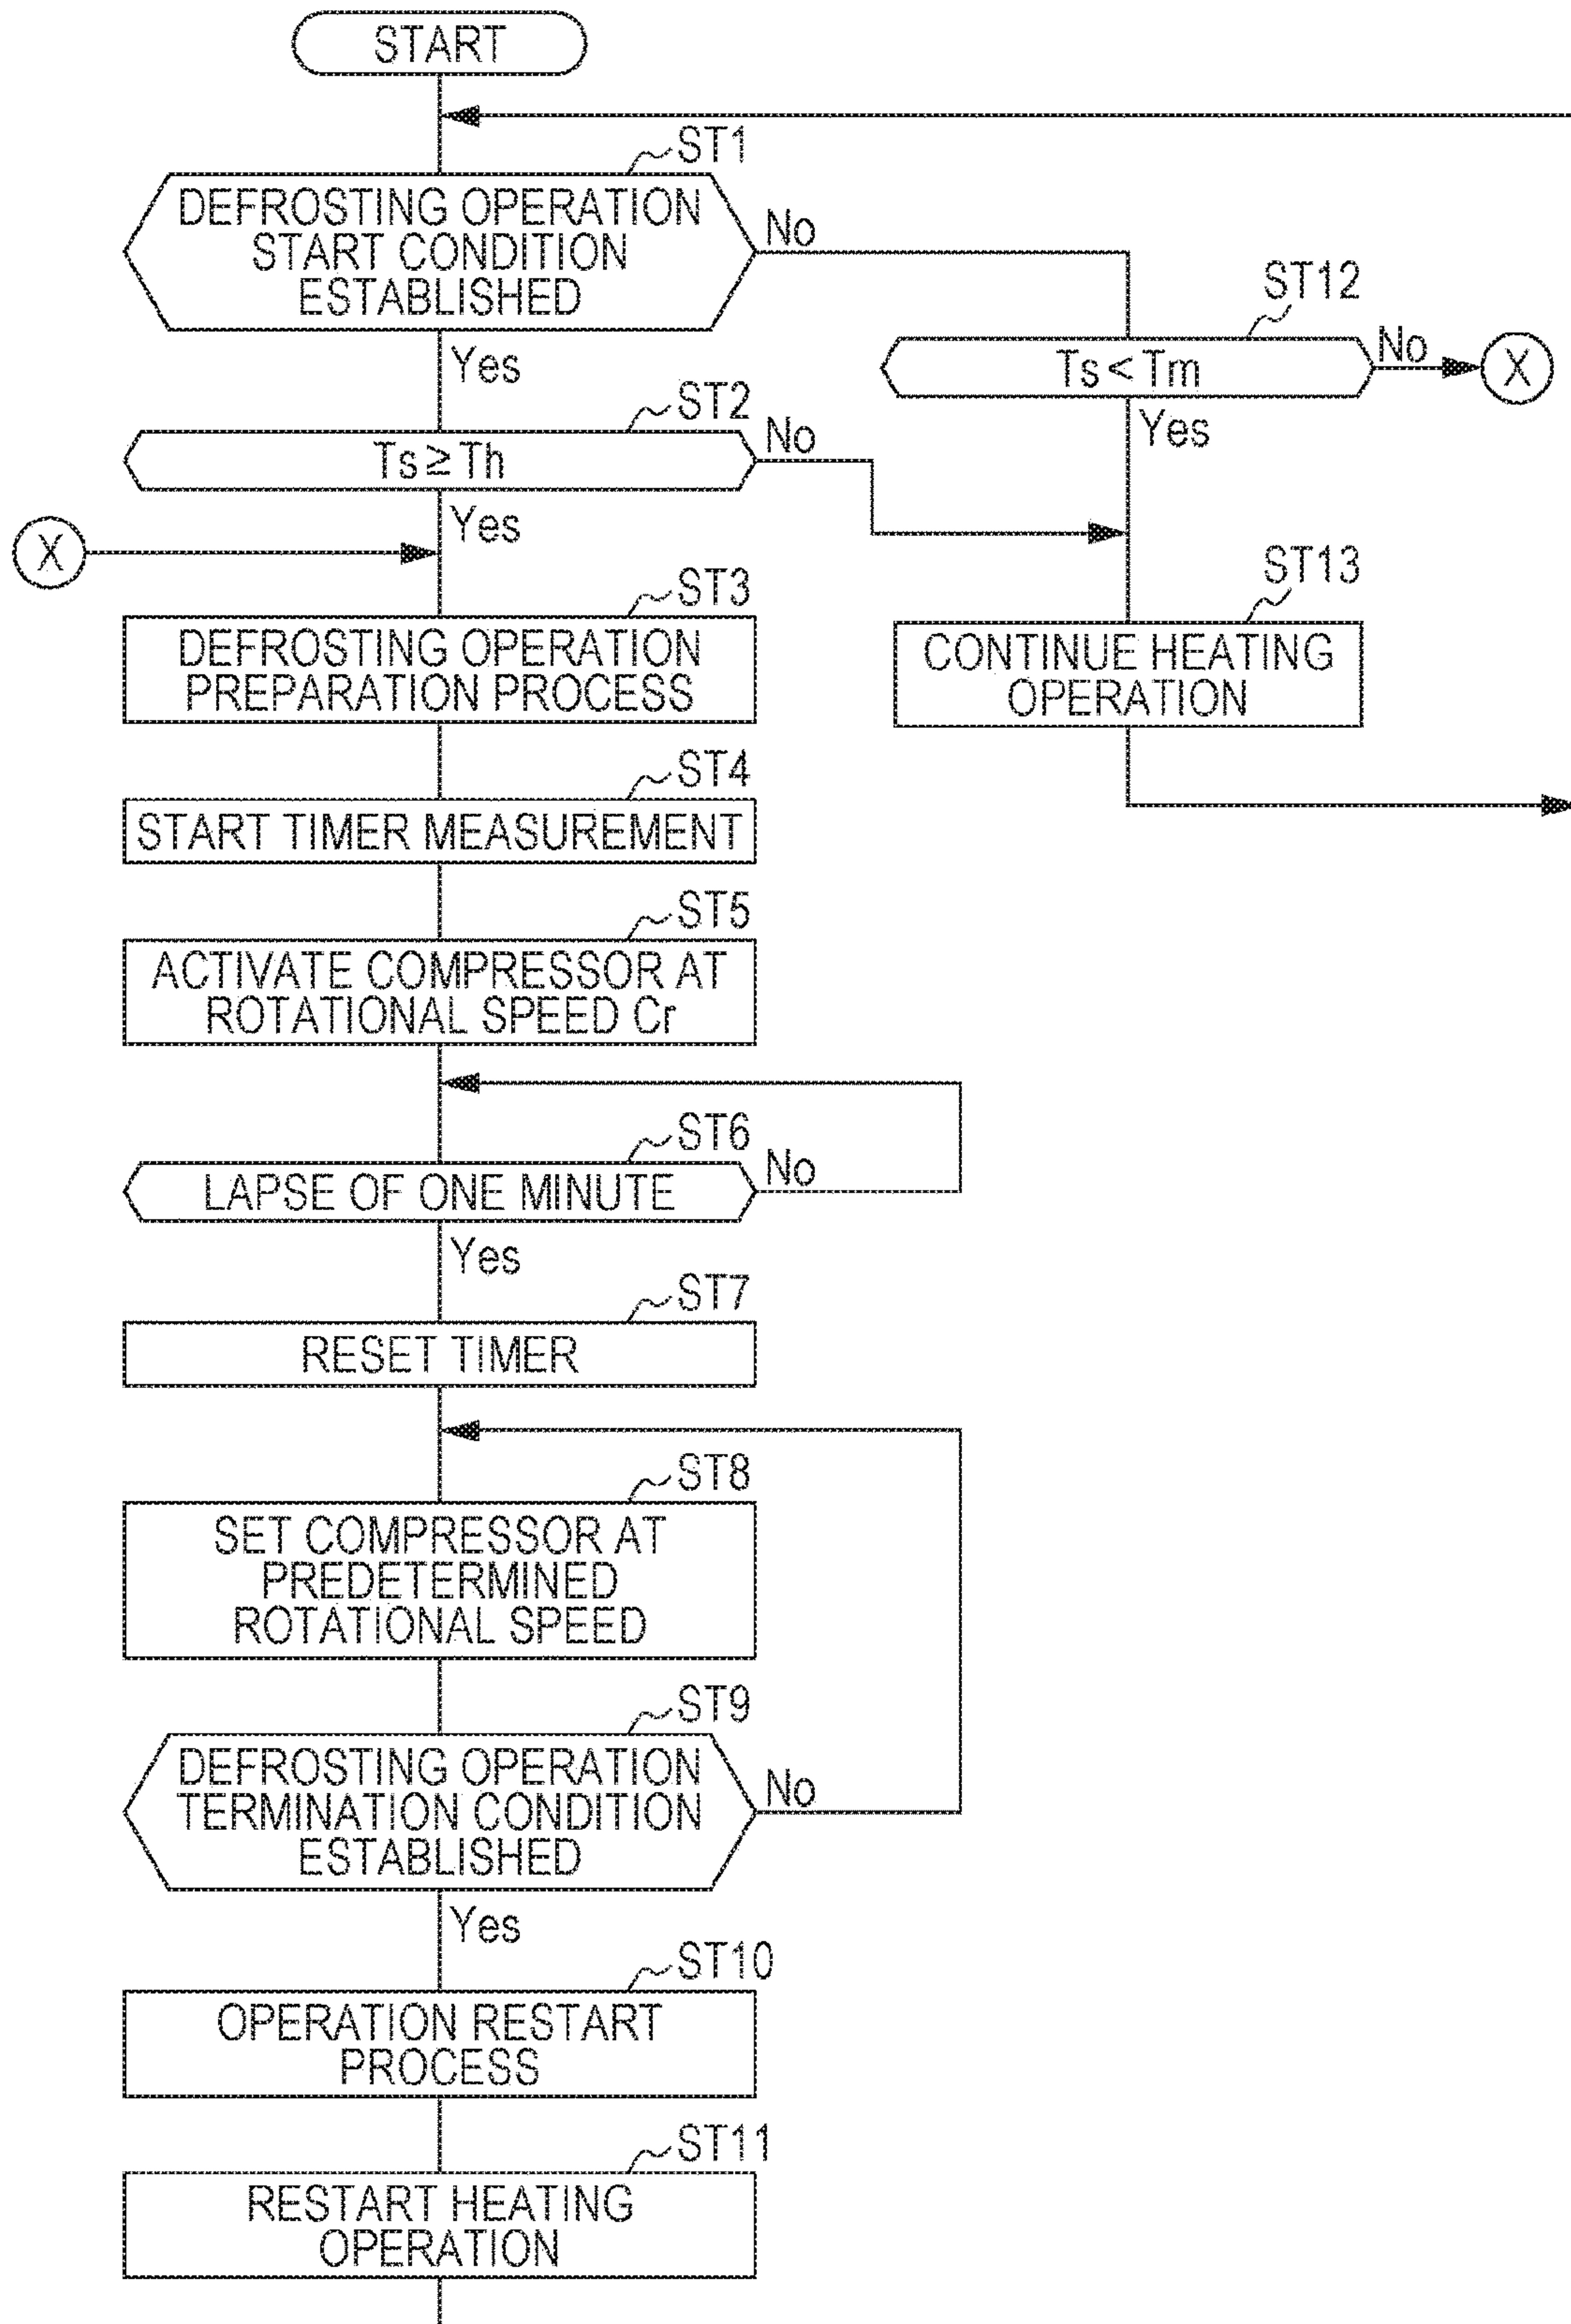 START
ST1
DEFROSTING OPERATION
START CONDITION
ESTABLISHED
No
Yes
ST12
Ts < Tm
No
X
Yes
ST2
Ts ≥ Th
No
Yes
X
ST3
DEFROSTING OPERATION
PREPARATION PROCESS
ST13
CONTINUE HEATING
OPERATION
ST4
START TIMER MEASUREMENT
ST5
ACTIVATE COMPRESSOR AT
ROTATIONAL SPEED Cr
ST6
LAPSE OF ONE MINUTE
No
Yes
ST7
RESET TIMER
ST8
SET COMPRESSOR AT
PREDETERMINED
ROTATIONAL SPEED
ST9
DEFROSTING OPERATION
TERMINATION CONDITION
ESTABLISHED
No
Yes
ST10
OPERATION RESTART
PROCESS
ST11
RESTART HEATING
OPERATION